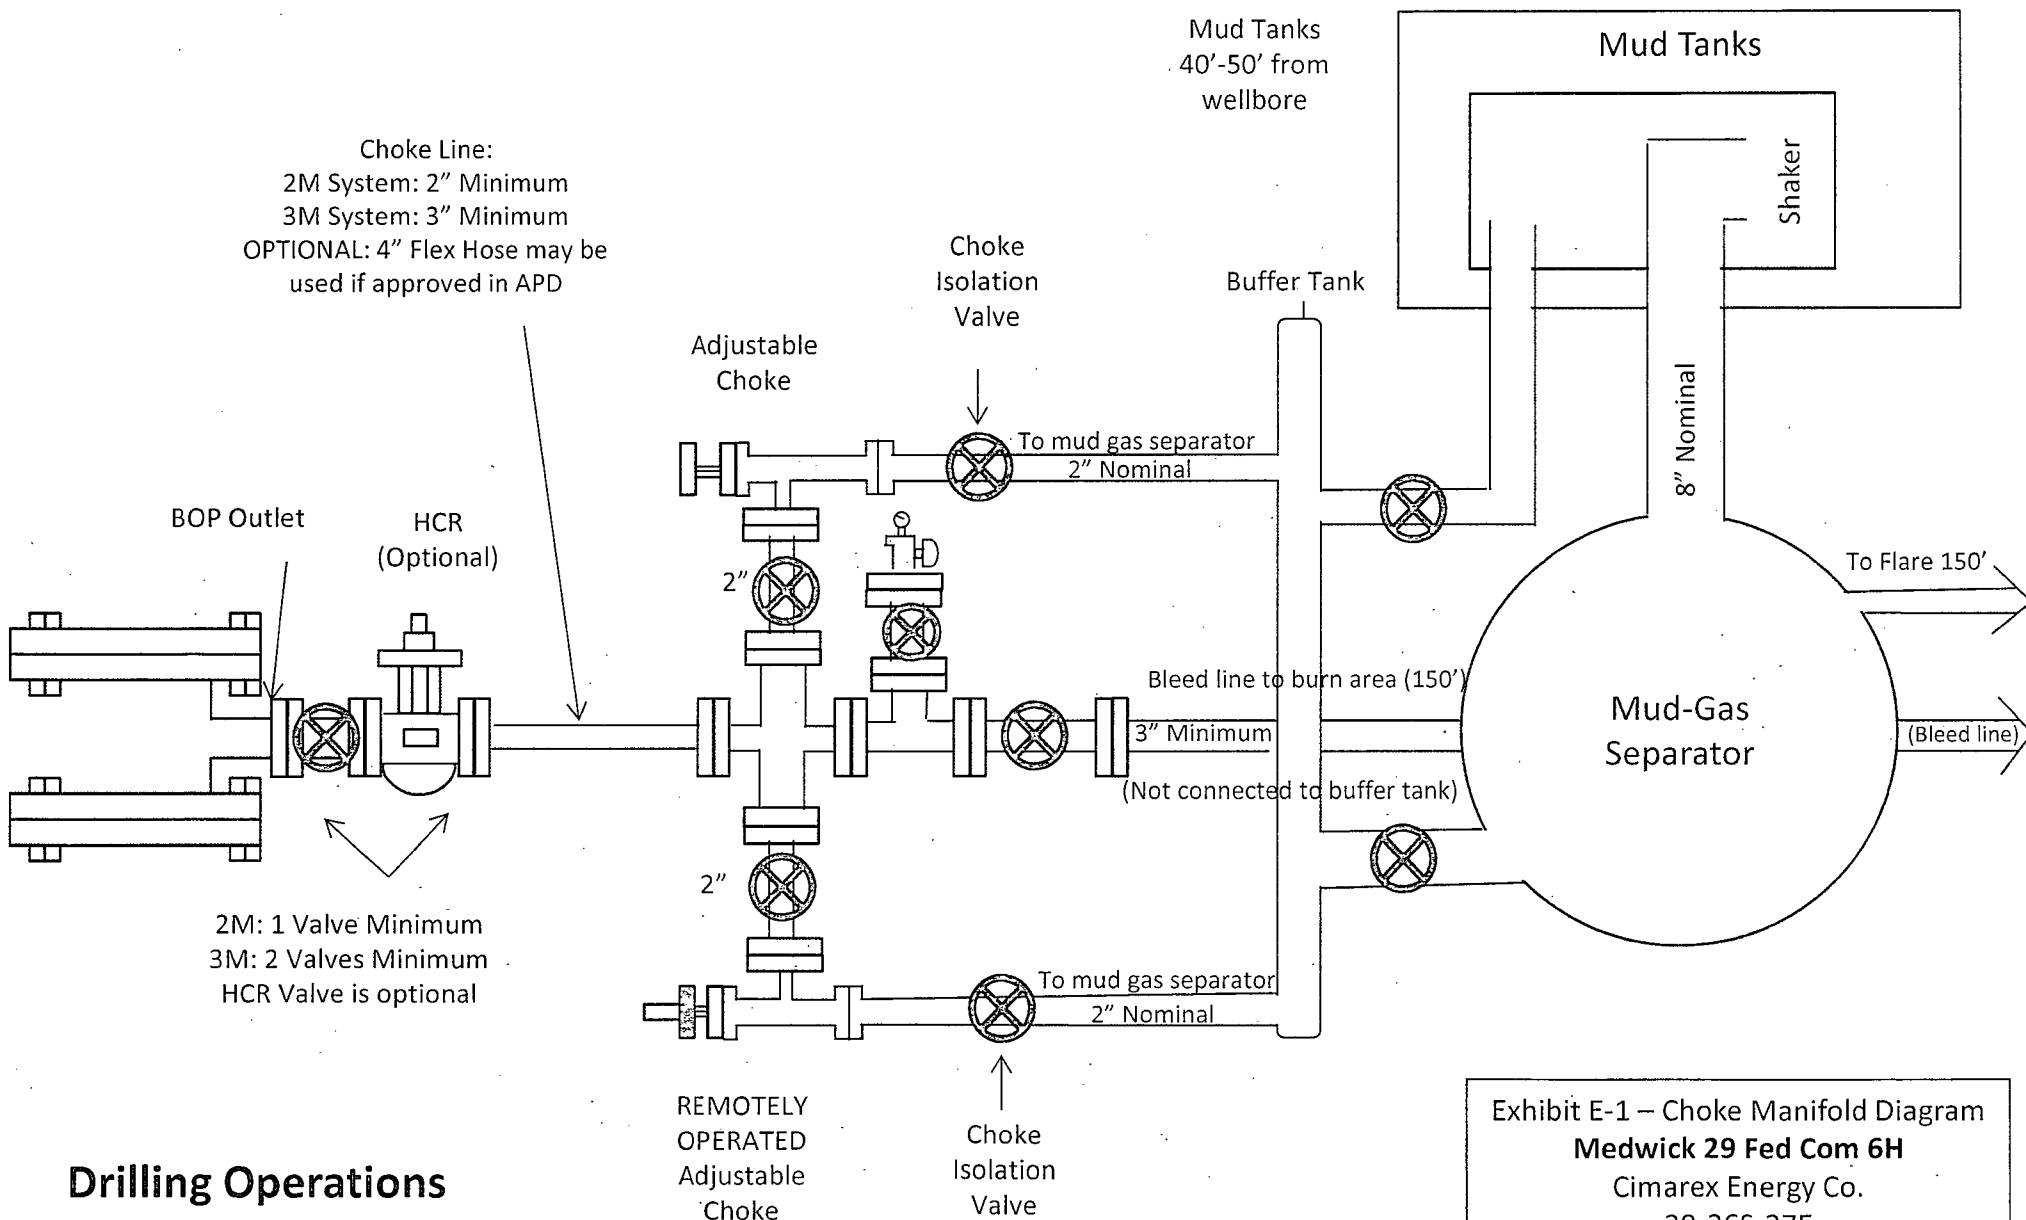 Mud Tanks
40'-50' from
wellbore
Mud Tanks
Shaker
Choke Line:
2M System: 2" Minimum
3M System: 3" Minimum
OPTIONAL: 4" Flex Hose may be
used if approved in APD
Choke
Isolation
Valve
Buffer Tank
Adjustable
Choke
To mud gas separator
2" Nominal
8" Nominal
BOP Outlet
HCR
(Optional)
2"
To Flare 150'
Bleed line to burn area (150')
3" Minimum
(Not connected to buffer tank)
Mud-Gas
Separator
(Bleed line)
2"
2M: 1 Valve Minimum
3M: 2 Valves Minimum
HCR Valve is optional
To mud gas separator
2" Nominal
REMOTELY
OPERATED
Adjustable
Choke
Choke
Isolation
Valve
Drilling Operations
Exhibit E-1 – Choke Manifold Diagram
Medwick 29 Fed Com 6H
Cimarex Energy Co.